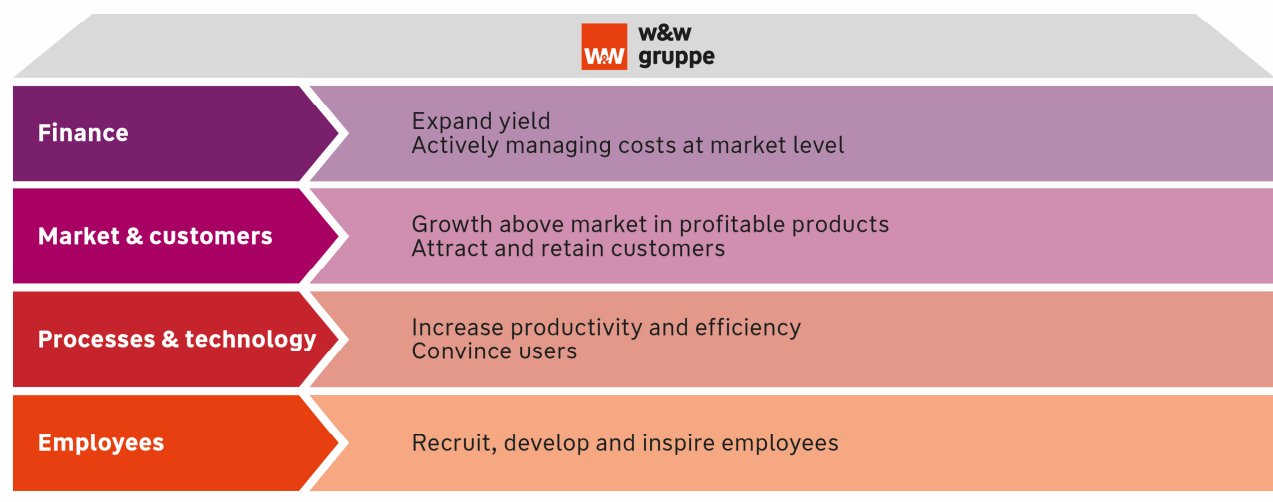 W&W
w&w
gruppe
Finance
Expand yield
Actively managing costs at market level
Market & customers
Growth above market in profitable products
Attract and retain customers
Processes & technology
Increase productivity and efficiency
Convince users
Employees
Recruit, develop and inspire employees